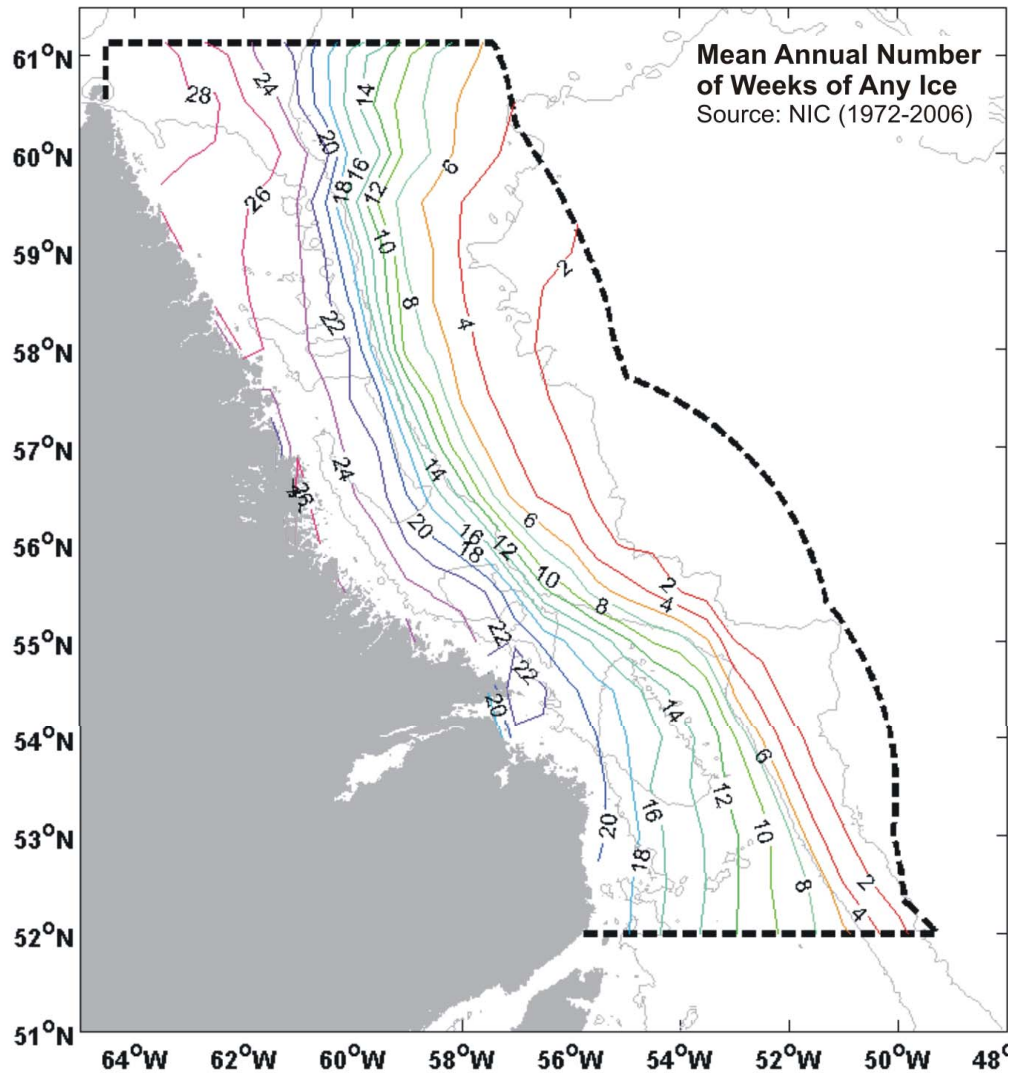 Mean Annual Number
of Weeks of Any Ice
Source: NIC (1972-2006)
61°N
60°N
59°N
58°N
57°N
56°N
55°N
54°N
53°N
52°N
51°N
28
24
14
20
16
18
12
6
26
10
2
8
22
4
14
24
26
20
16
18
12
6
10
2
4
8
22
22
20
14
6
12
16
20
10
18
8
2
4
64°W
62°W
60°W
58°W
56°W
54°W
52°W
50°W
48°